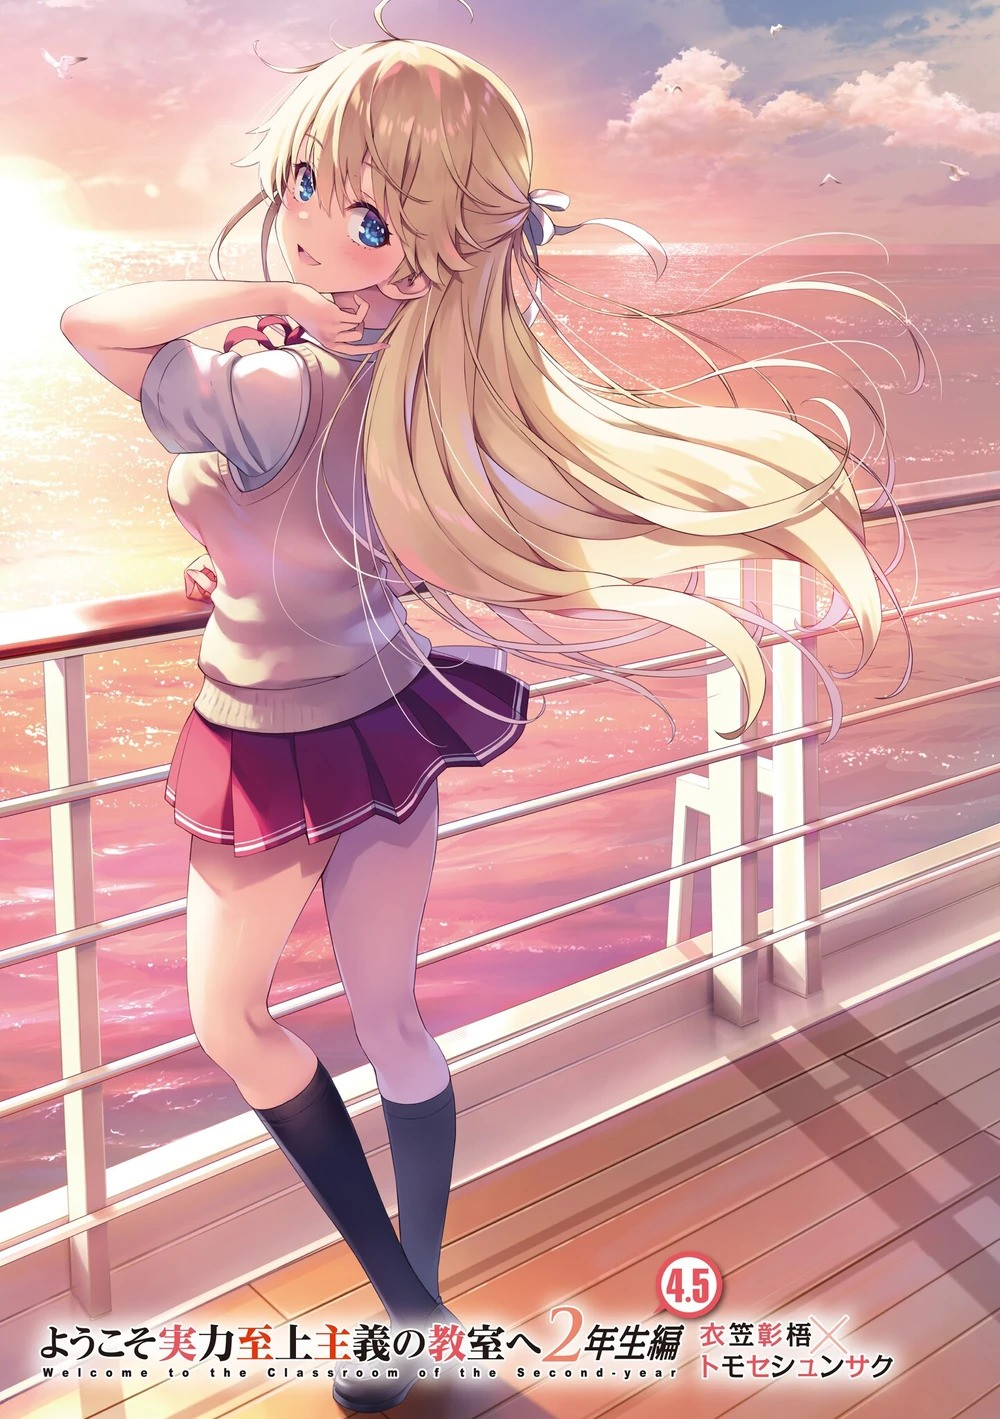 4.5
ようこそ実力至上主義の教室へ2年生編
Welcome to the Classroom of the Second-year
衣笠彰梧×
トモセシュンサク